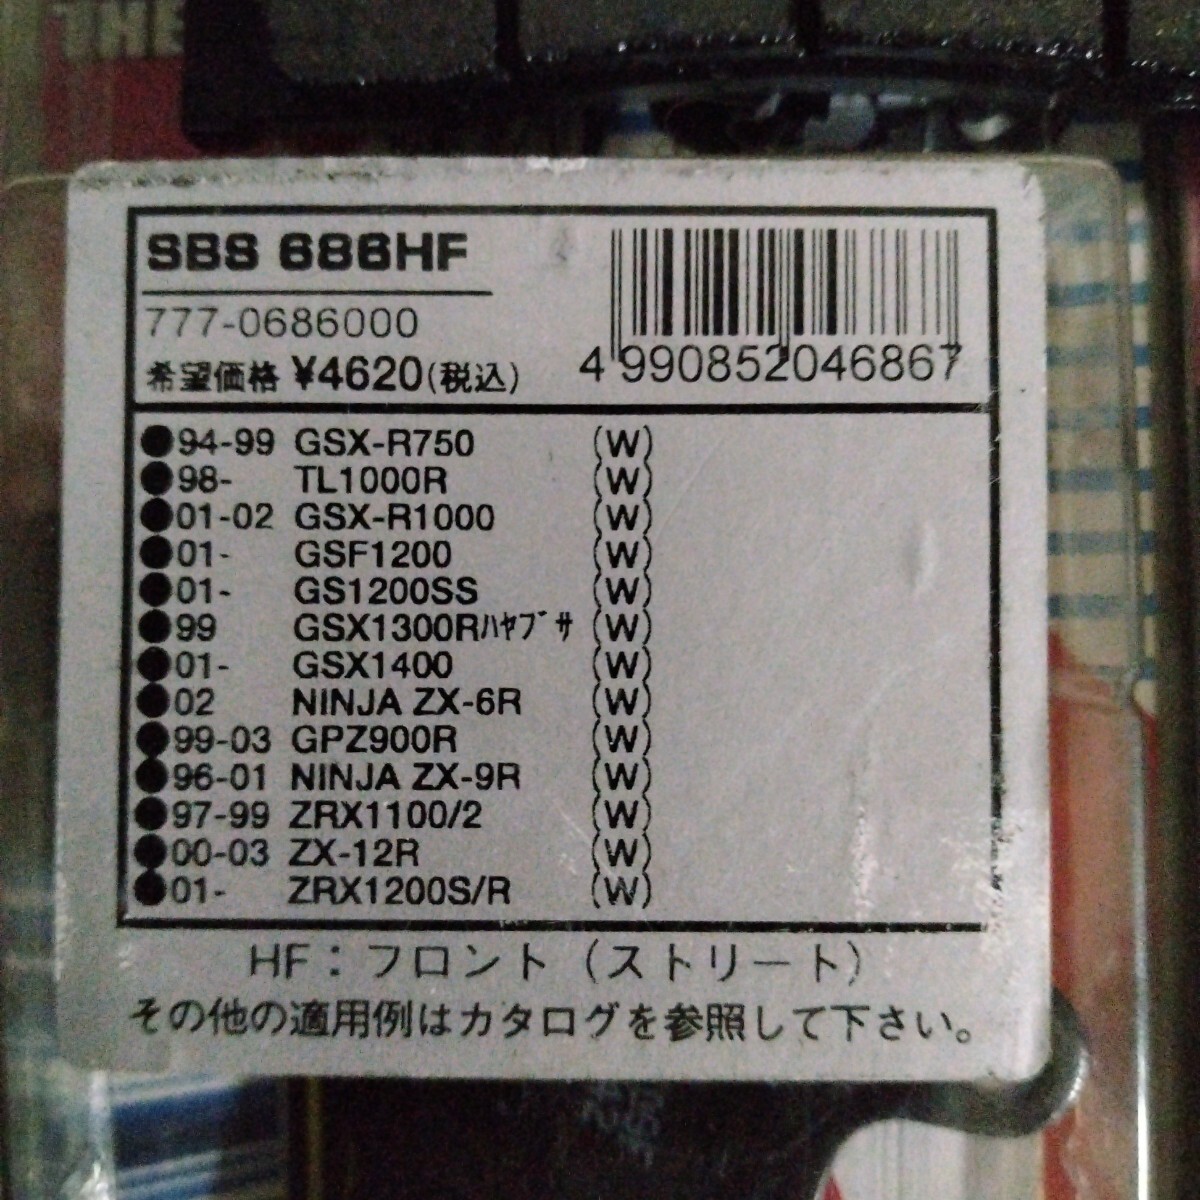 THE
SBS 686HF
777-0686000
希望価格 ¥4620(税込)
4 990852 046867
●94-99 GSX-R750 (W)
●98- TL1000R (W)
●01-02 GSX-R1000 (W)
●01- GSF1200 (W)
●01- GS1200SS (W)
●99 GSX1300Rﾊﾔﾌﾞｻ (W)
●01- GSX1400 (W)
●02 NINJA ZX-6R (W)
●99-03 GPZ900R (W)
●96-01 NINJA ZX-9R (W)
●97-99 ZRX1100/2 (W)
●00-03 ZX-12R (W)
●01- ZRX1200S/R (W)
HF：フロント（ストリート）
その他の適用例はカタログを参照して下さい。